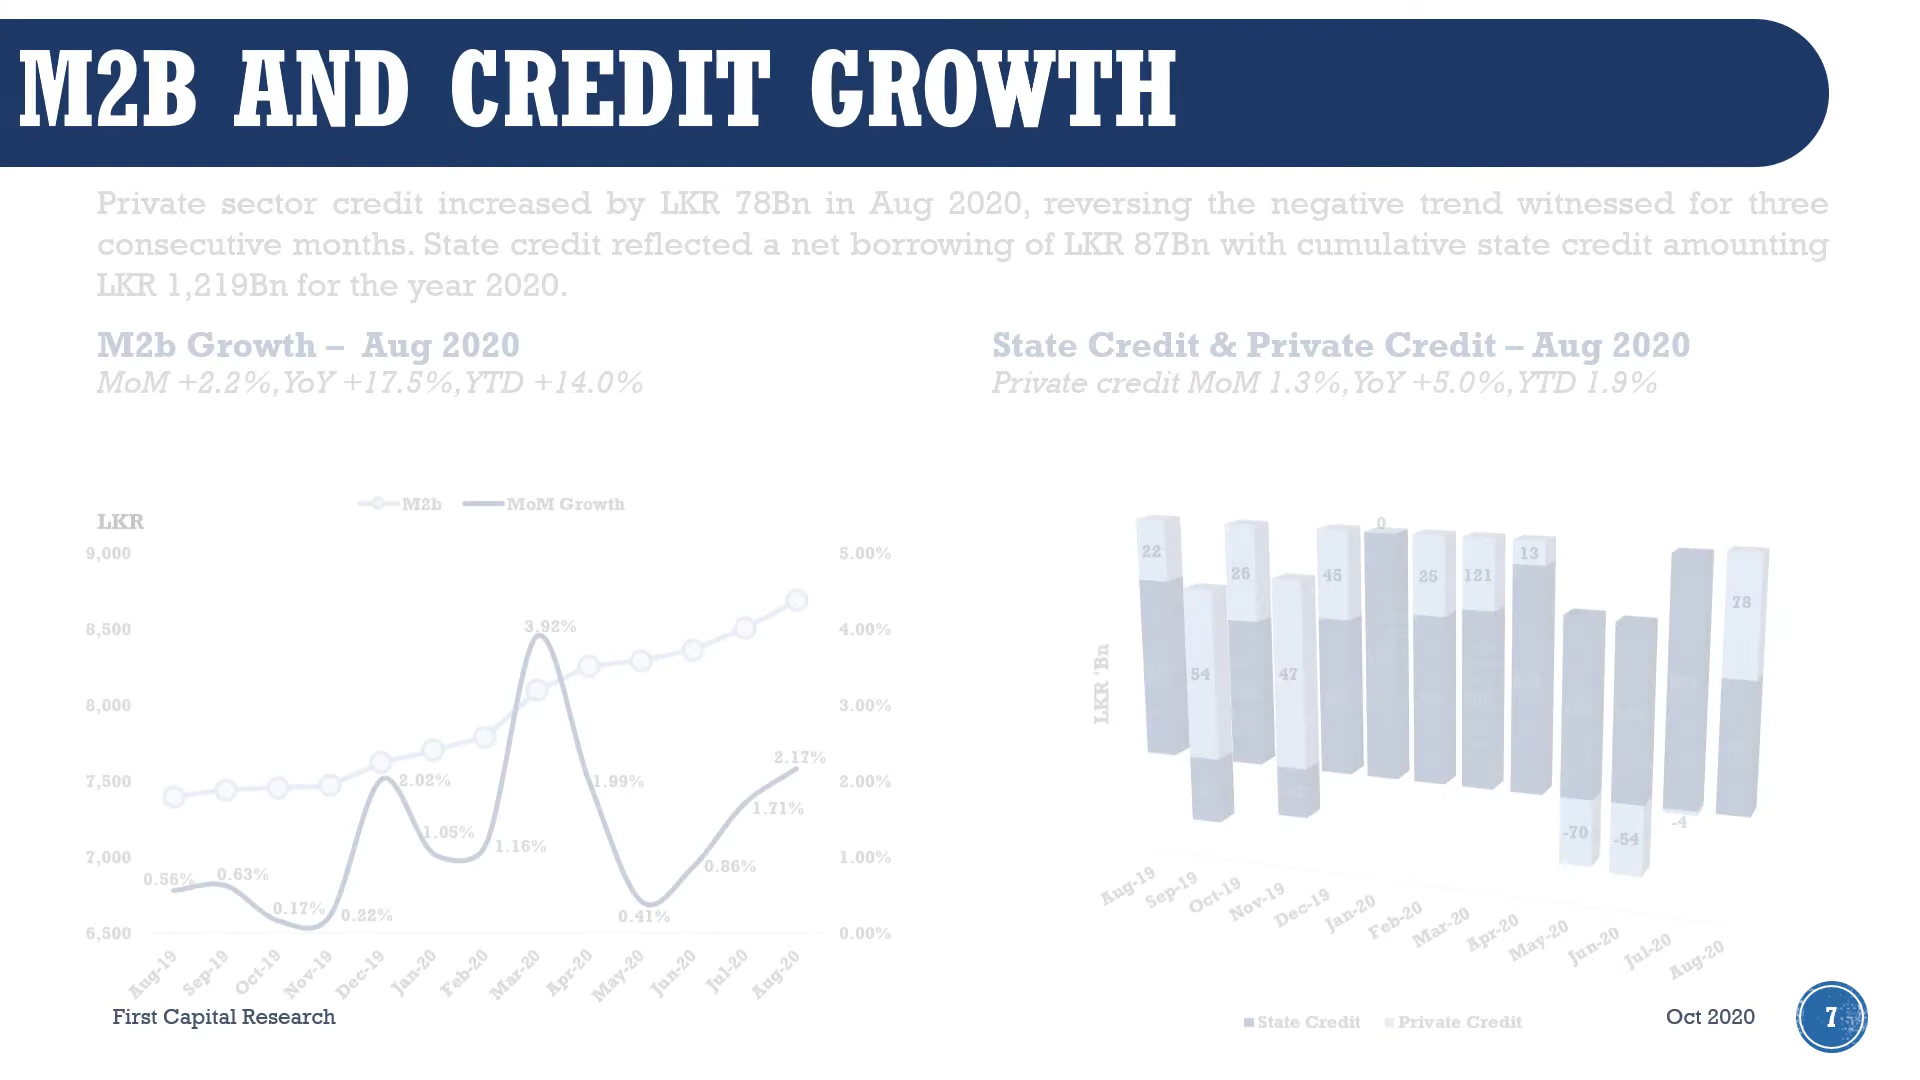 M2B AND CREDIT GROWTH
Private sector credit increased by LKR 78Bn in Aug 2020, reversing the negative trend witnessed for three
consecutive months. State credit reflected a net borrowing of LKR 87Bn with cumulative state credit amounting
LKR 1,219Bn for the year 2020.
M2b Growth – Aug 2020
MoM +2.2%, YoY +17.5%, YTD +14.0%
M2b MoM Growth
LKR
9,000
8,500
8,000
7,500
7,000
6,500
5.00%
4.00%
3.00%
2.00%
1.00%
0.00%
0.56%
0.63%
0.17%
0.22%
2.02%
1.05%
1.16%
3.92%
1.99%
0.41%
0.86%
1.71%
2.17%
Aug-19
Sep-19
Oct-19
Nov-19
Dec-19
Jan-20
Feb-20
Mar-20
Apr-20
May-20
Jun-20
Jul-20
Aug-20
State Credit & Private Credit – Aug 2020
Private credit MoM 1.3%, YoY +5.0%, YTD 1.9%
LKR 'Bn
22
54
26
47
45
0
25
121
13
-70
-54
-4
78
Aug-19
Sep-19
Oct-19
Nov-19
Dec-19
Jan-20
Feb-20
Mar-20
Apr-20
May-20
Jun-20
Jul-20
Aug-20
State Credit Private Credit
First Capital Research
Oct 2020
7